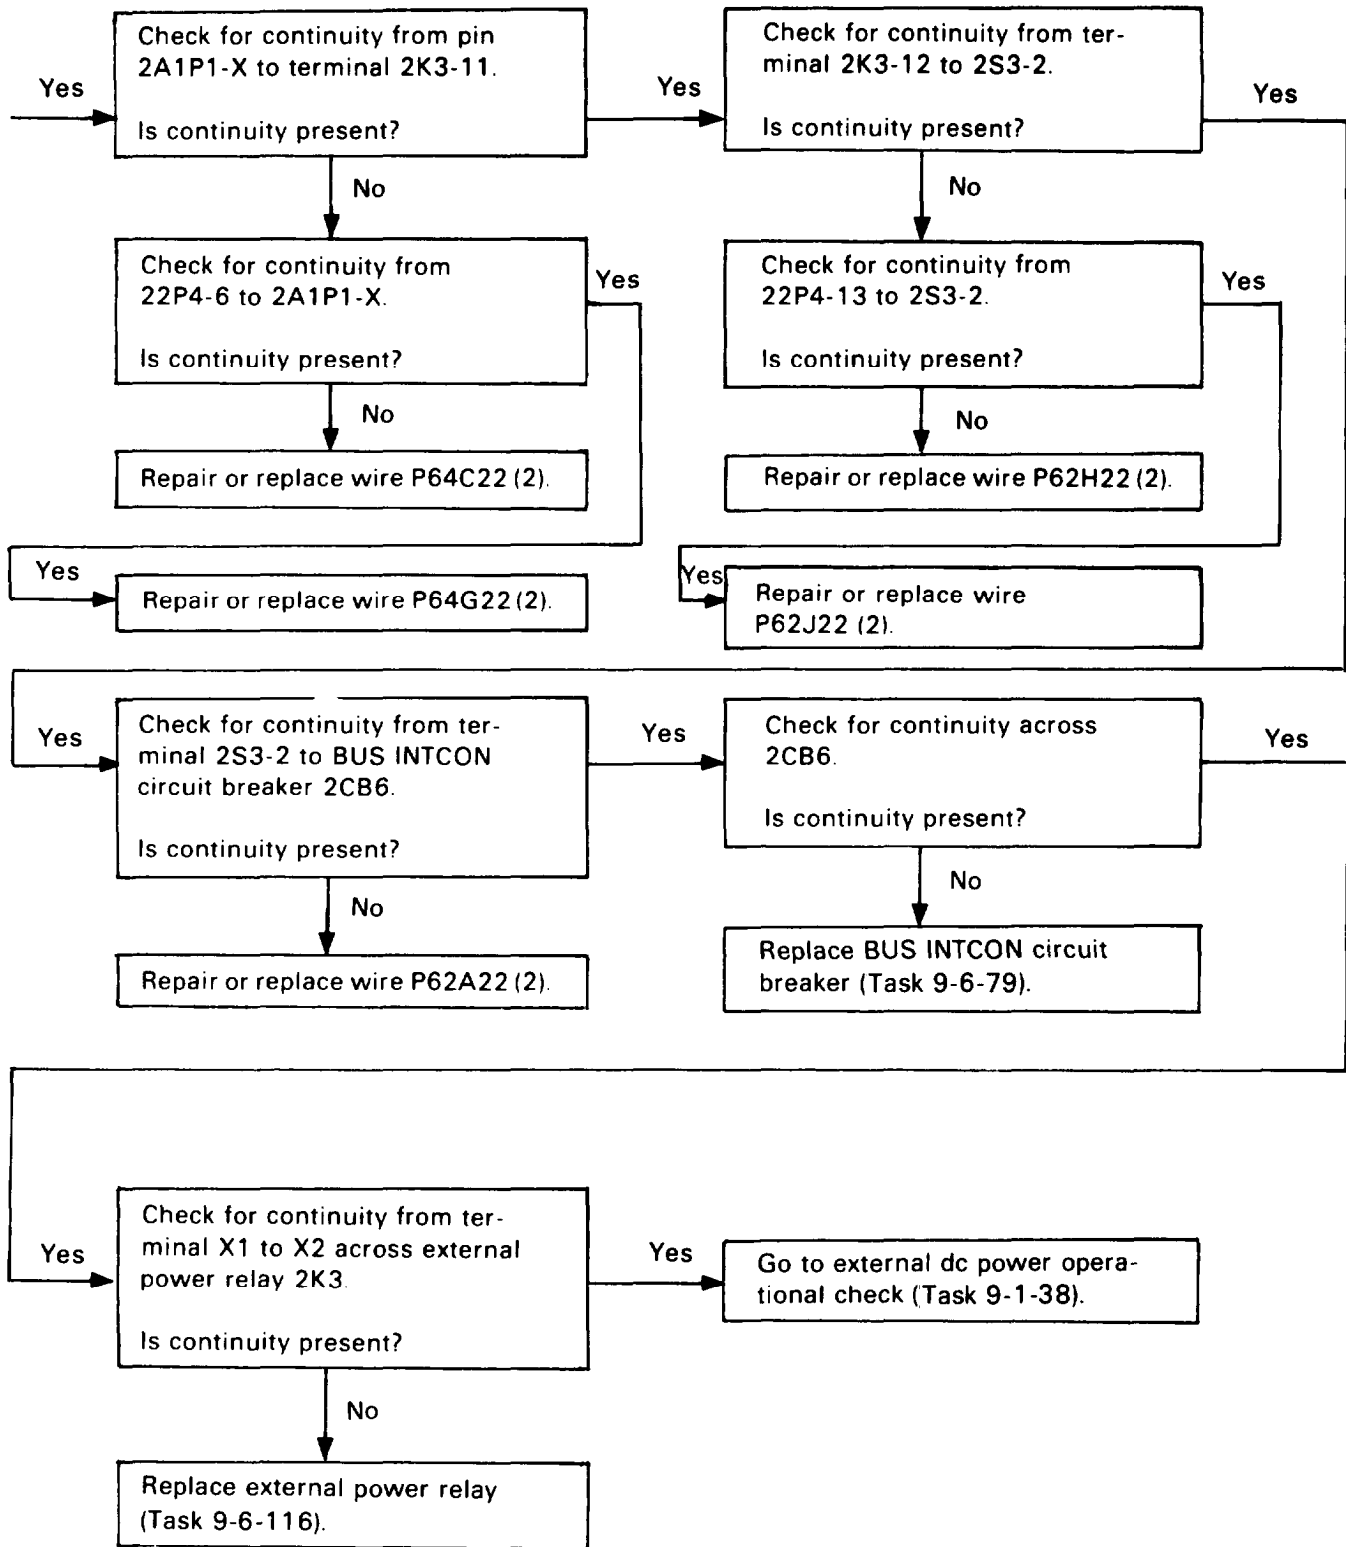 Yes
Check for continuity from pin
2A1P1-X to terminal 2K3-11.
Is continuity present?
Yes
Check for continuity from ter-
minal 2K3-12 to 2S3-2.
Is continuity present?
Yes
No
No
Check for continuity from
22P4-6 to 2A1P1-X.
Is continuity present?
Yes
Check for continuity from
22P4-13 to 2S3-2.
Is continuity present?
Yes
No
No
Repair or replace wire P64C22 (2).
Repair or replace wire P62H22 (2).
Yes
Repair or replace wire P64G22 (2).
Yes
Repair or replace wire
P62J22 (2).
Yes
Check for continuity from ter-
minal 2S3-2 to BUS INTCON
circuit breaker 2CB6.
Is continuity present?
Yes
Check for continuity across
2CB6.
Is continuity present?
Yes
No
No
Repair or replace wire P62A22 (2).
Replace BUS INTCON circuit
breaker (Task 9-6-79).
Yes
Check for continuity from ter-
minal X1 to X2 across external
power relay 2K3.
Is continuity present?
Yes
Go to external dc power opera-
tional check (Task 9-1-38).
No
Replace external power relay
(Task 9-6-116).